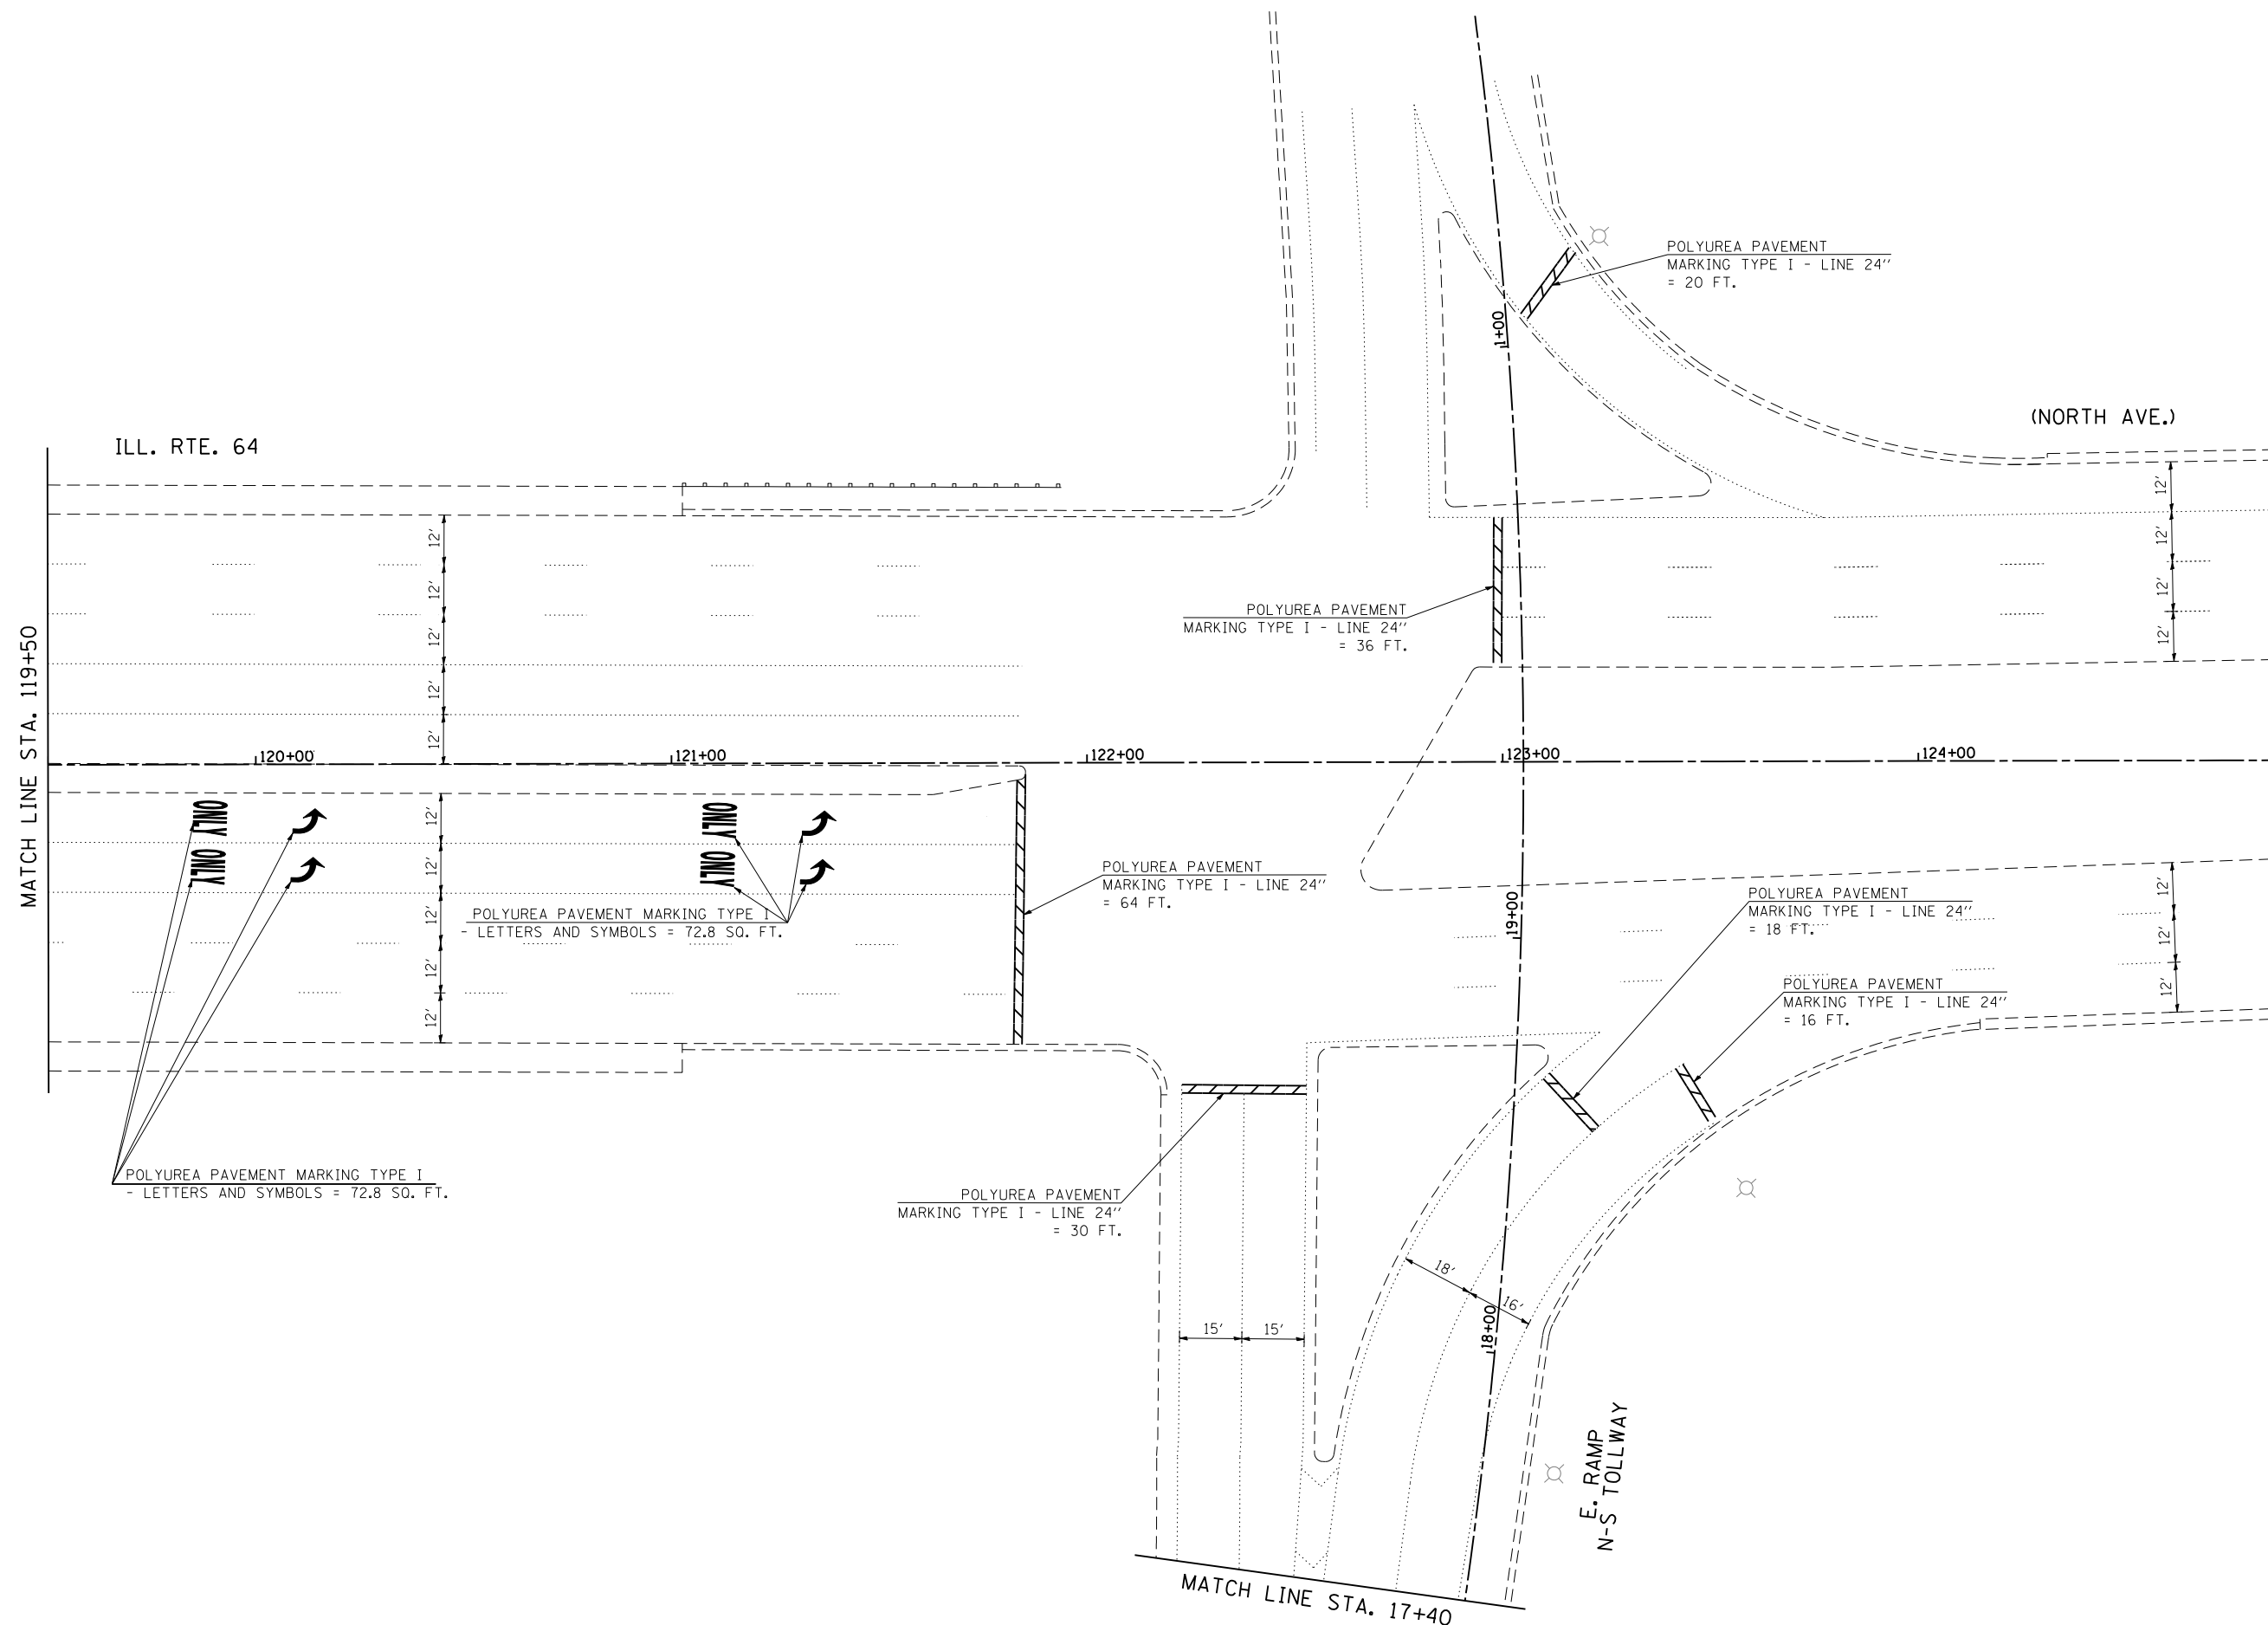 POLYUREA PAVEMENT
MARKING TYPE I - LINE 24''
= 20 FT.
1+00
(NORTH AVE.)
ILL. RTE. 64
12'
12'
12'
12'
12'
12'
12'
12'
12'
POLYUREA PAVEMENT
MARKING TYPE I - LINE 24''
= 36 FT.
MATCH LINE STA. 119+50
120+00
121+00
122+00
123+00
124+00
ONLY
ONLY
ONLY
ONLY
12'
12'
12'
12'
12'
POLYUREA PAVEMENT MARKING TYPE I
- LETTERS AND SYMBOLS = 72.8 SQ. FT.
POLYUREA PAVEMENT
MARKING TYPE I - LINE 24''
= 64 FT.
19+00
POLYUREA PAVEMENT
MARKING TYPE I - LINE 24''
= 18 FT.
12'
12'
12'
POLYUREA PAVEMENT
MARKING TYPE I - LINE 24''
= 16 FT.
POLYUREA PAVEMENT MARKING TYPE I
- LETTERS AND SYMBOLS = 72.8 SQ. FT.
POLYUREA PAVEMENT
MARKING TYPE I - LINE 24''
= 30 FT.
18'
16'
15'
15'
18+00
E. RAMP
N-S TOLLWAY
MATCH LINE STA. 17+40